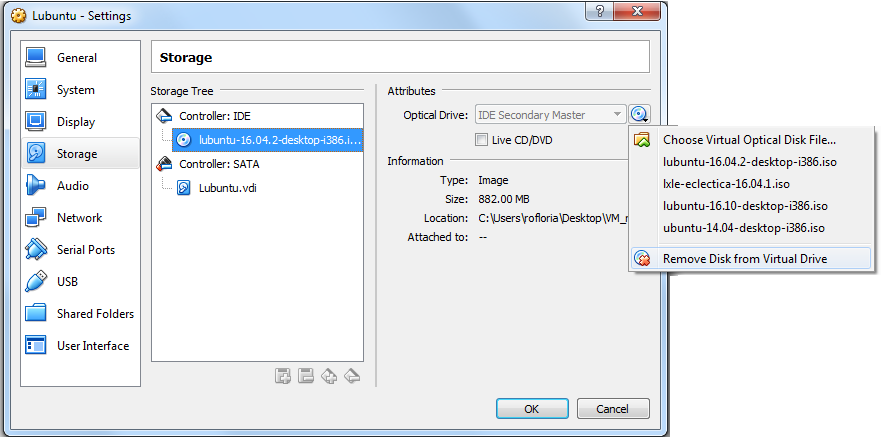 Lubuntu - Settings
General
System
Display
Storage
Audio
Network
Serial Ports
USB
Shared Folders
User Interface
Storage
Storage Tree
Controller: IDE
lubuntu-16.04.2-desktop-i386.i...
Controller: SATA
Lubuntu.vdi
Attributes
Optical Drive: IDE Secondary Master
Live CD/DVD
Information
Type: Image
Size: 882.00 MB
Location: C:\Users\rofloria\Desktop\VM_r
Attached to: --
Choose Virtual Optical Disk File...
lubuntu-16.04.2-desktop-i386.iso
lxle-eclectica-16.04.1.iso
lubuntu-16.10-desktop-i386.iso
ubuntu-14.04-desktop-i386.iso
Remove Disk from Virtual Drive
OK
Cancel